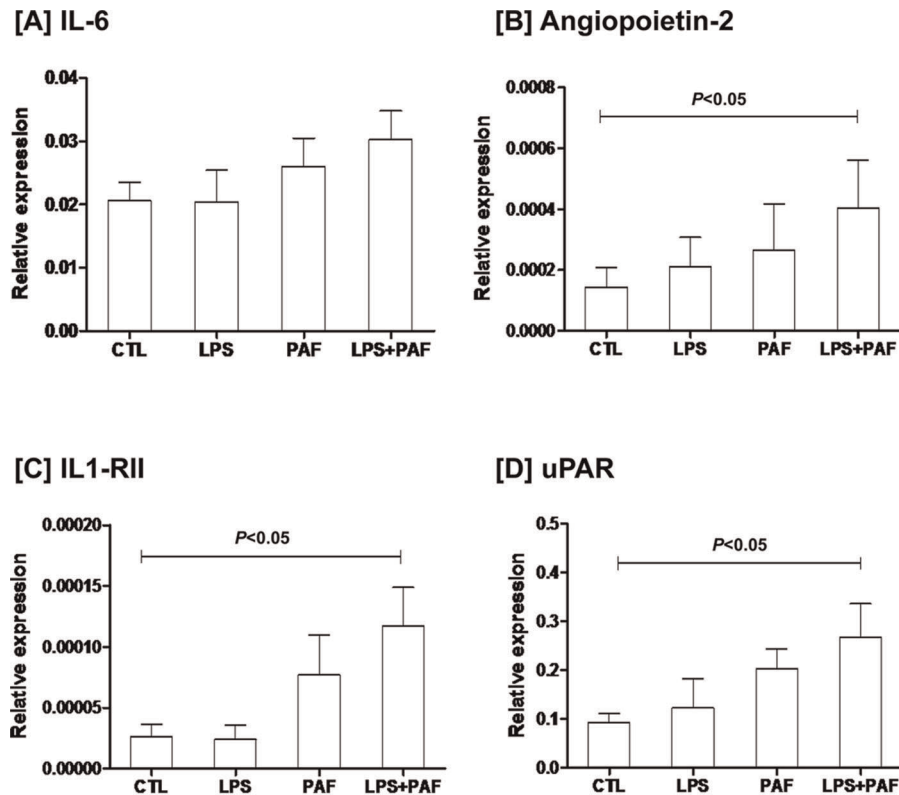 [A] IL-6
Relative expression
0.04
0.03
0.02
0.01
0.00
CTL LPS PAF LPS+PAF
[B] Angiopoietin-2
Relative expression
0.0008
0.0006
0.0004
0.0002
0.0000
P<0.05
CTL LPS PAF LPS+PAF
[C] IL1-RII
Relative expression
0.00020
0.00015
0.00010
0.00005
0.00000
P<0.05
CTL LPS PAF LPS+PAF
[D] uPAR
Relative expression
0.5
0.4
0.3
0.2
0.1
0.0
P<0.05
CTL LPS PAF LPS+PAF